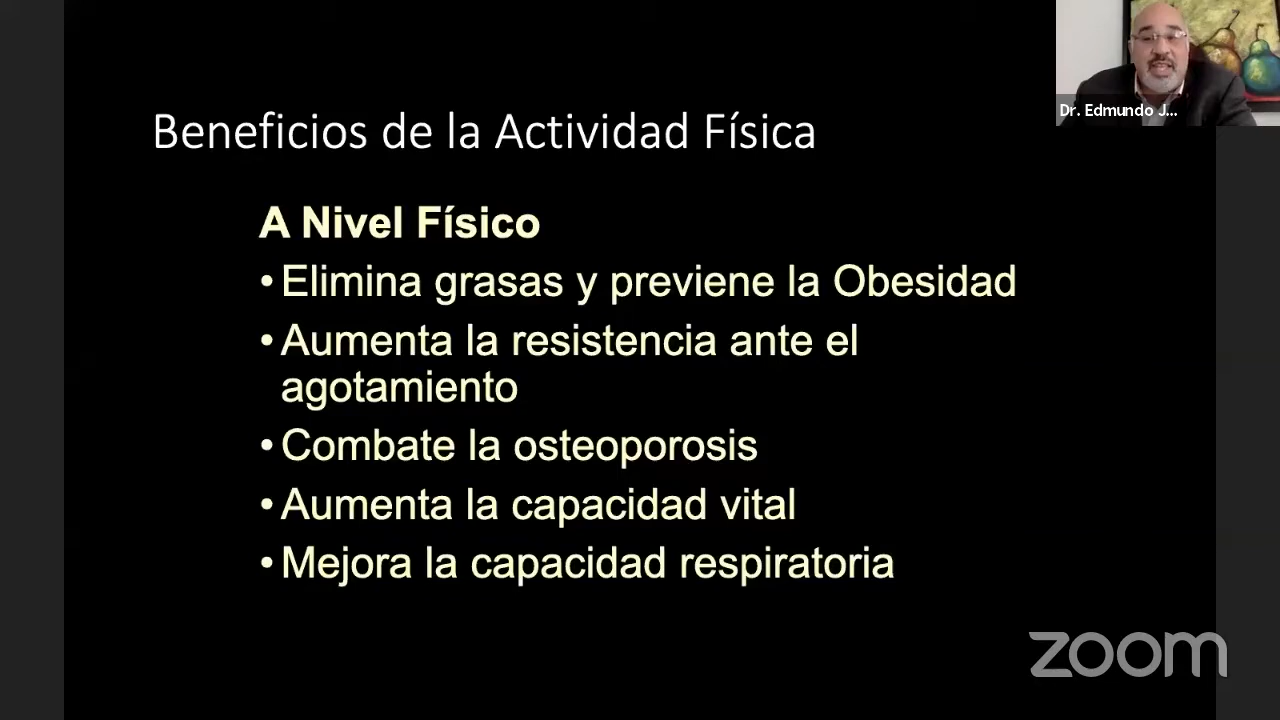 Dr. Edmundo J...
Beneficios de la Actividad Física
A Nivel Físico
• Elimina grasas y previene la Obesidad
• Aumenta la resistencia ante el
agotamiento
• Combate la osteoporosis
• Aumenta la capacidad vital
• Mejora la capacidad respiratoria
zoom